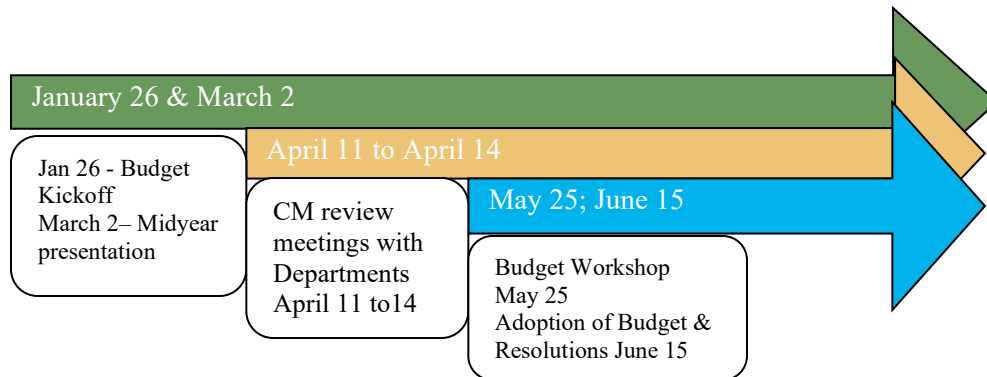 January 26 & March 2
Jan 26 - Budget
Kickoff
March 2– Midyear
presentation
April 11 to April 14
CM review
meetings with
Departments
April 11 to14
May 25; June 15
Budget Workshop
May 25
Adoption of Budget &
Resolutions June 15